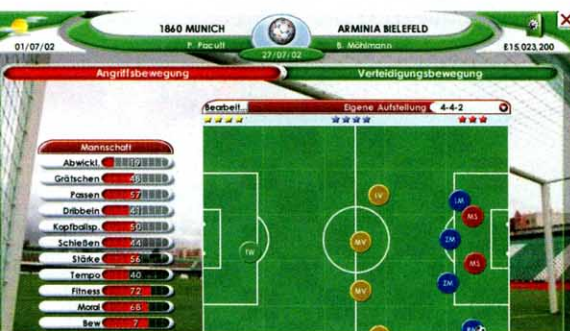 1860 MUNICH ARMINIA BIELEFELD
01/07/02 P. Pacult B. Möhlmann £15,023,200
27/07/02
Angriffsbewegung Verteidigungsbewegung
Bearbeit... Eigene Aufstellung 4-4-2
Mannschaft
Abwickl. 19
Grätschen 48
Passen 57
Dribbeln 41
Kopfballsp. 50
Schießen 44
Stärke 56
Tempo 40
Fitness 72
Moral 68
Bew 7
LV
LM
MS
TW
MV
ZM
MS
MV
ZM